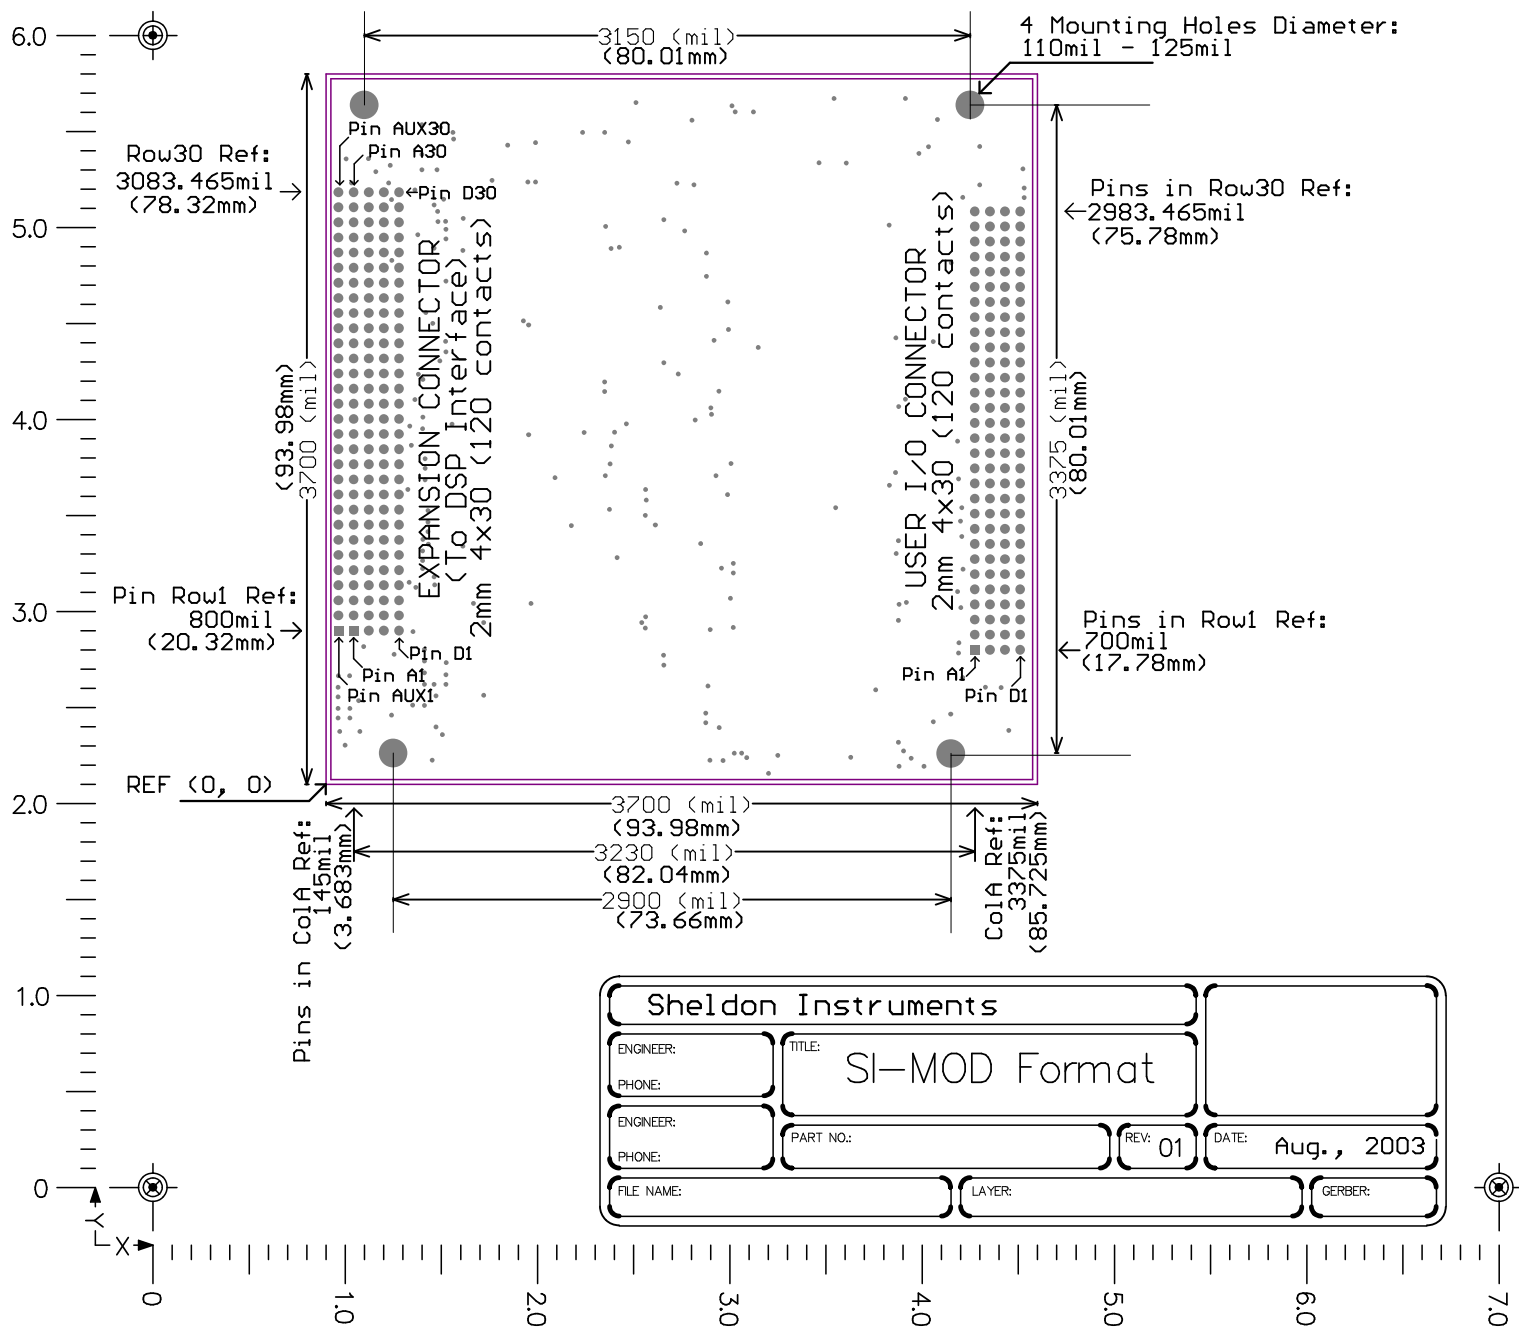 6.0
5.0
4.0
3.0
2.0
1.0
0
3150 (mil)
(80.01mm)
4 Mounting Holes Diameter:
110mil - 125mil
Pin AUX30
Pin A30
Pin D30
Row30 Ref:
3083.465mil
(78.32mm)
Pins in Row30 Ref:
2983.465mil
(75.78mm)
(93.98mm)
3700 (mil)
EXPANSION CONNECTOR
(To DSP Interface)
2mm 4x30 (120 contacts)
USER I/O CONNECTOR
2mm 4x30 (120 contacts)
3375 (mil)
(80.01mm)
Pin Row1 Ref:
800mil
(20.32mm)
Pins in Row1 Ref:
700mil
(17.78mm)
Pin D1
Pin A1
Pin AUX1
Pin A1
Pin D1
REF (0, 0)
3700 (mil)
(93.98mm)
3230 (mil)
(82.04mm)
2900 (mil)
(73.66mm)
Pins in ColA Ref:
145mil
(3.683mm)
ColA Ref:
3375mil
(85.725mm)
Sheldon Instruments
ENGINEER:
PHONE:
TITLE:
SI-MOD Format
ENGINEER:
PHONE:
PART NO.:
REV: 01
DATE: Aug., 2003
FILE NAME:
LAYER:
GERBER:
Y
X
0
1.0
2.0
3.0
4.0
5.0
6.0
7.0